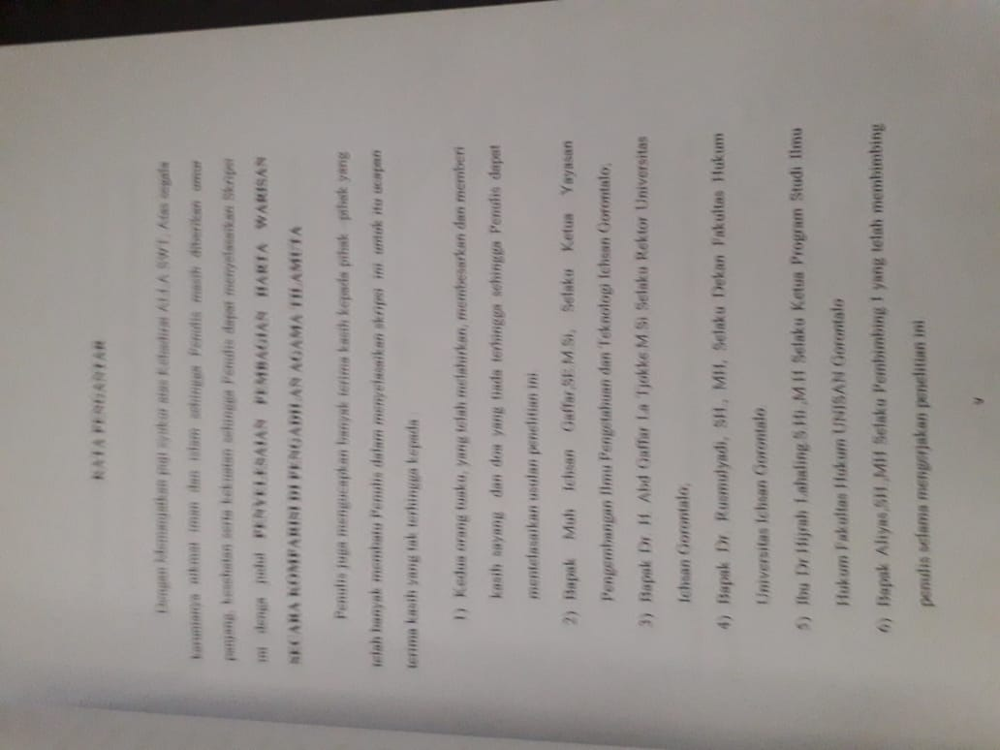 KATA PENGANTAR
Dengan Memanjatkan puji syukur atas Kehadirat ALLA SWT, Atas segala
karunianya nikmat iman dan islam sehingga Penulis masih diberikan umur
panjang, kesehatan serta kekuatan sehingga Penulis dapat menyelasaikan Skripsi
ini denga judul PENYELESAIAN PEMBAGIAN HARTA WARISAN
SECARA KOMPARISI DI PENGADILAN AGAMA TILAMUTA
Penulis juga mengucapkan banyak terima kasih kepada pihak pihak yang
telah banyak membatu Penulis dalam menyelasaikan skripsi ini untuk itu ucapan
terima kasih yang tak terhingga kepada :
1) Kedua orang tuaku, yang telah melahirkan, membesarkan dan memberi
kasih sayang dan doa yang tiada terhingga sehingga Penulis dapat
mentelasaikan usulan penelitian ini
2) Bapak Muh Ichsan Gaffar,SE.M.Si, Selaku Ketua Yayasan
Pengembangan Ilmu Pengetahuan dan Teknologi Ichsan Gorontalo,
3) Bapak Dr. H. Abd Gaffar La Tjokke M.Si Selaku Rektor Universitas
Ichsan Gorontalo,
4) Bapak Dr. Rusmulyadi, SH., MH, Selaku Dekan Fakultas Hukum
Universitas Ichsan Gorontalo.
5) Ibu Dr Hijrah Lahaling,S.Hi.,M.H Selaku Ketua Program Studi Ilmu
Hukum Fakultas Hukum UNISAN Gorontalo
6) Bapak Aliyas,SH.,MH Selaku Pembimbing I yang telah membimbing
penulis selama mengerjakan penelitian ini
v